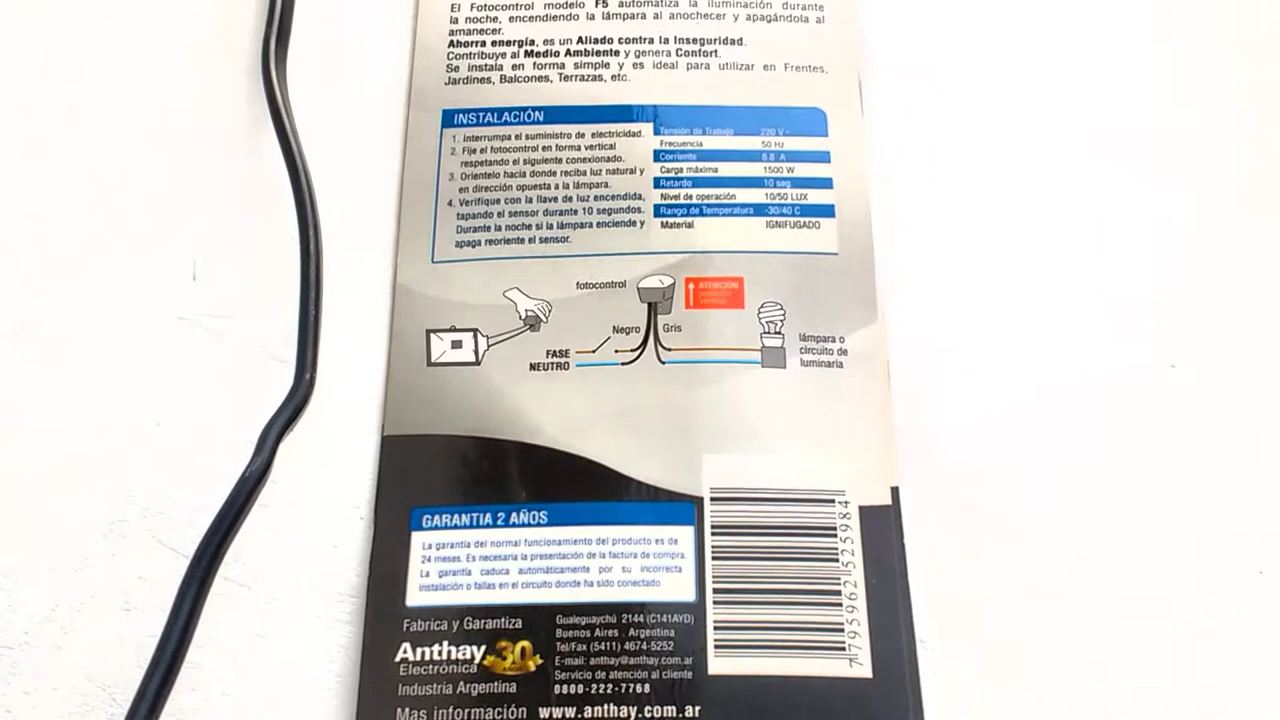 El Fotocontrol modelo F5 automatiza la iluminación durante
la noche, encendiendo la lámpara al anochecer y apagándola al
amanecer.
Ahorra energía, es un Aliado contra la Inseguridad.
Contribuye al Medio Ambiente y genera Confort.
Se instala en forma simple y es ideal para utilizar en Frentes,
Jardines, Balcones, Terrazas, etc.
INSTALACIÓN
1. Interrumpa el suministro de electricidad.
2. Fije el fotocontrol en forma vertical
respetando el siguiente conexionado.
3. Orientelo hacia donde reciba luz natural y
en dirección opuesta a la lámpara.
4. Verifique con la llave de luz encendida,
tapando el sensor durante 10 segundos.
Durante la noche si la lámpara enciende y
apaga reoriente el sensor.
Tensión de Trabajo 220 V~
Frecuencia 50 Hz
Corriente 6.8 A
Carga máxima 1500 W
Retardo 10 seg.
Nivel de operación 10/50 LUX
Rango de Temperatura -30/40 C
Material IGNIFUGADO
fotocontrol
ATENCION
Negro
Gris
FASE
NEUTRO
lámpara o
circuito de
luminaria
GARANTIA 2 AÑOS
La garantía del normal funcionamiento del producto es de
24 meses. Es necesaria la presentación de la factura de compra.
La garantía caduca automáticamente por su incorrecta
instalación o fallas en el circuito donde ha sido conectado
Fabrica y Garantiza
Anthay 30
Electrónica
Industria Argentina
Gualeguaychú 2144 (C141AYD)
Buenos Aires . Argentina
Tel/Fax (5411) 4674-5252
E-mail: anthay@anthay.com.ar
Servicio de atención al cliente
0800-222-7768
Mas información www.anthay.com.ar
7795962525984